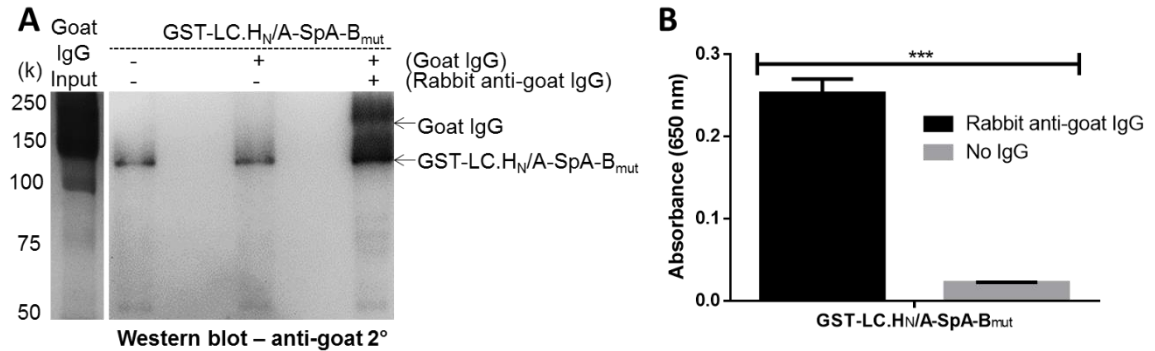 A
Goat
IgG
Input
(k)
GST-LC.HN/A-SpA-Bmut
- + + (Goat IgG)
- - + (Rabbit anti-goat IgG)
250
150
100
75
50
Goat IgG
GST-LC.HN/A-SpA-Bmut
Western blot – anti-goat 2°
B
Absorbance (650 nm)
0.3
0.2
0.1
0.0
***
Rabbit anti-goat IgG
No IgG
GST-LC.HN/A-SpA-Bmut